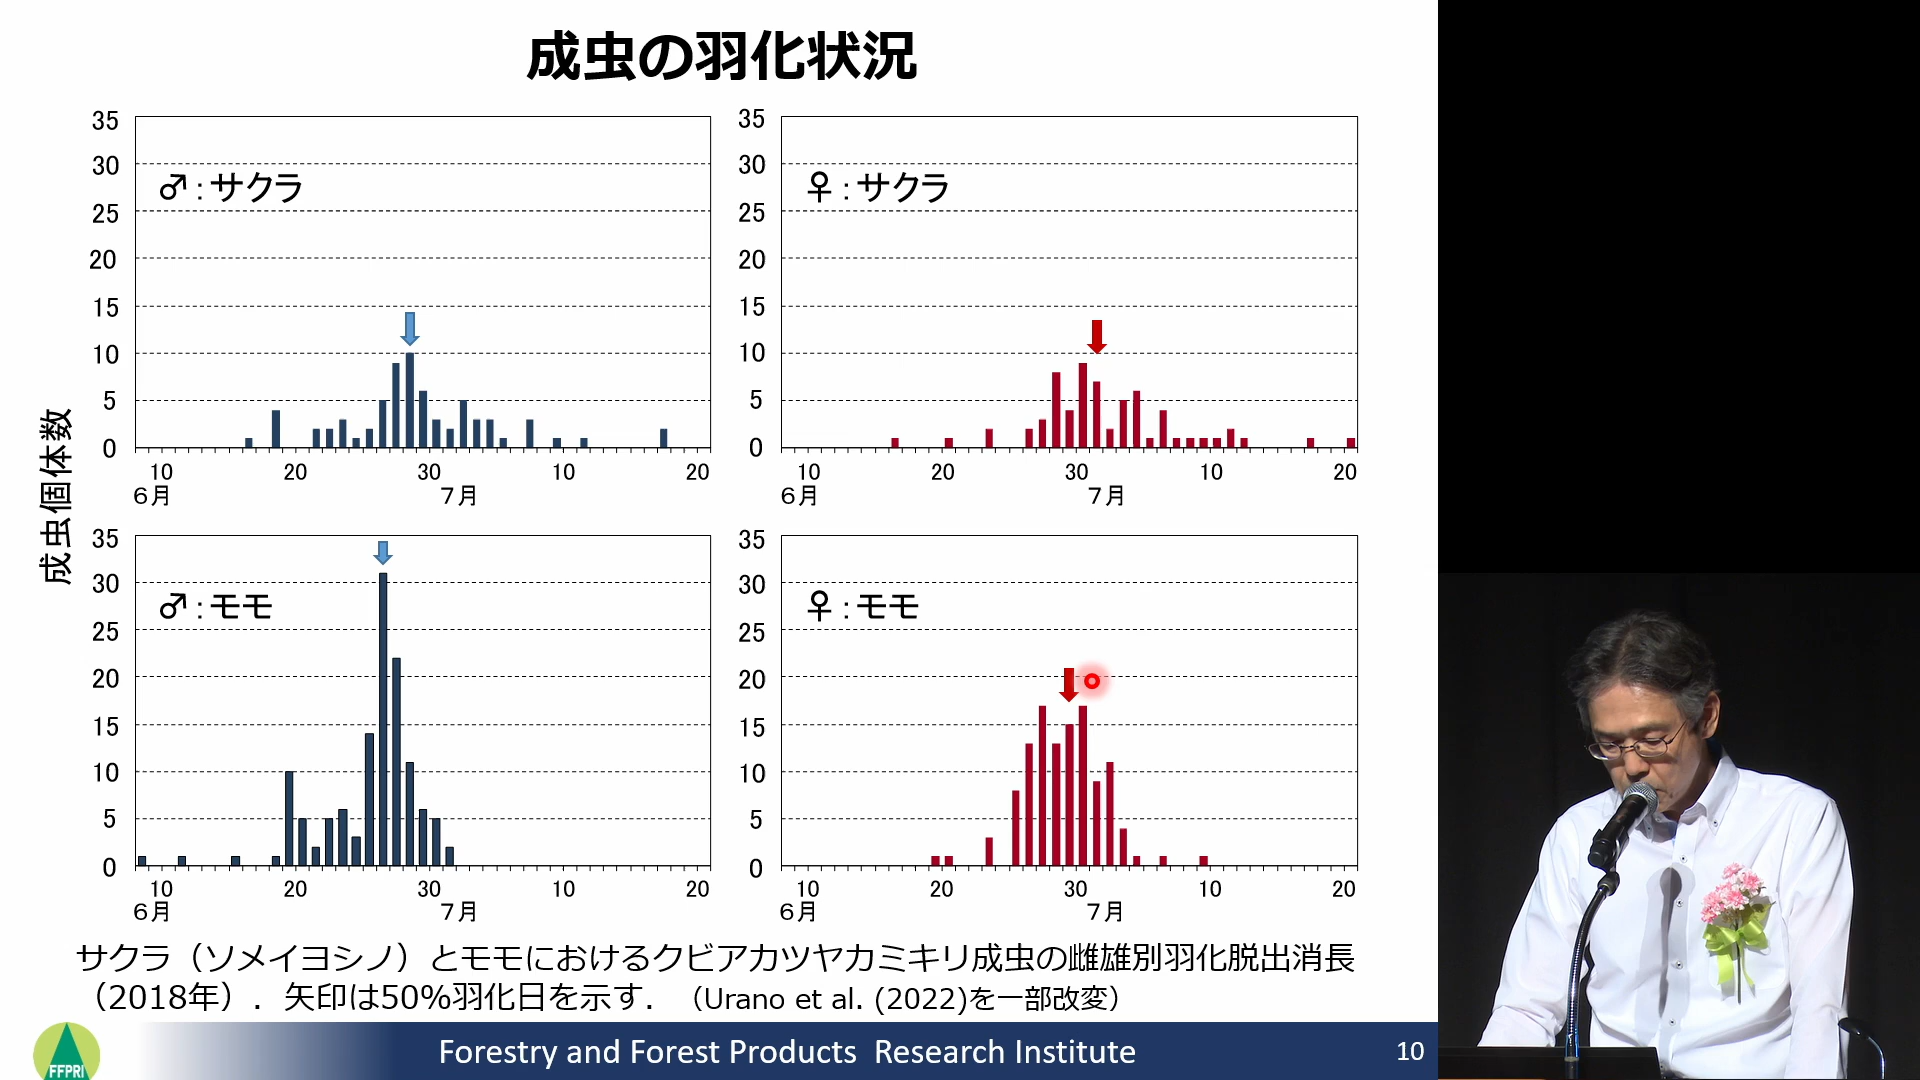 成虫の羽化状況
成虫個体数
35
30
25
20
15
10
5
0
♂：サクラ
10 20 30 10 20
6月 7月
35
30
25
20
15
10
5
0
♀：サクラ
10 20 30 10 20
6月 7月
35
30
25
20
15
10
5
0
♂：モモ
10 20 30 10 20
6月 7月
35
30
25
20
15
10
5
0
♀：モモ
10 20 30 10 20
6月 7月
サクラ（ソメイヨシノ）とモモにおけるクビアカツヤカミキリ成虫の雌雄別羽化脱出消長
（2018年）．矢印は50%羽化日を示す．（Urano et al. (2022)を一部改変）
FFPRI
Forestry and Forest Products Research Institute
10